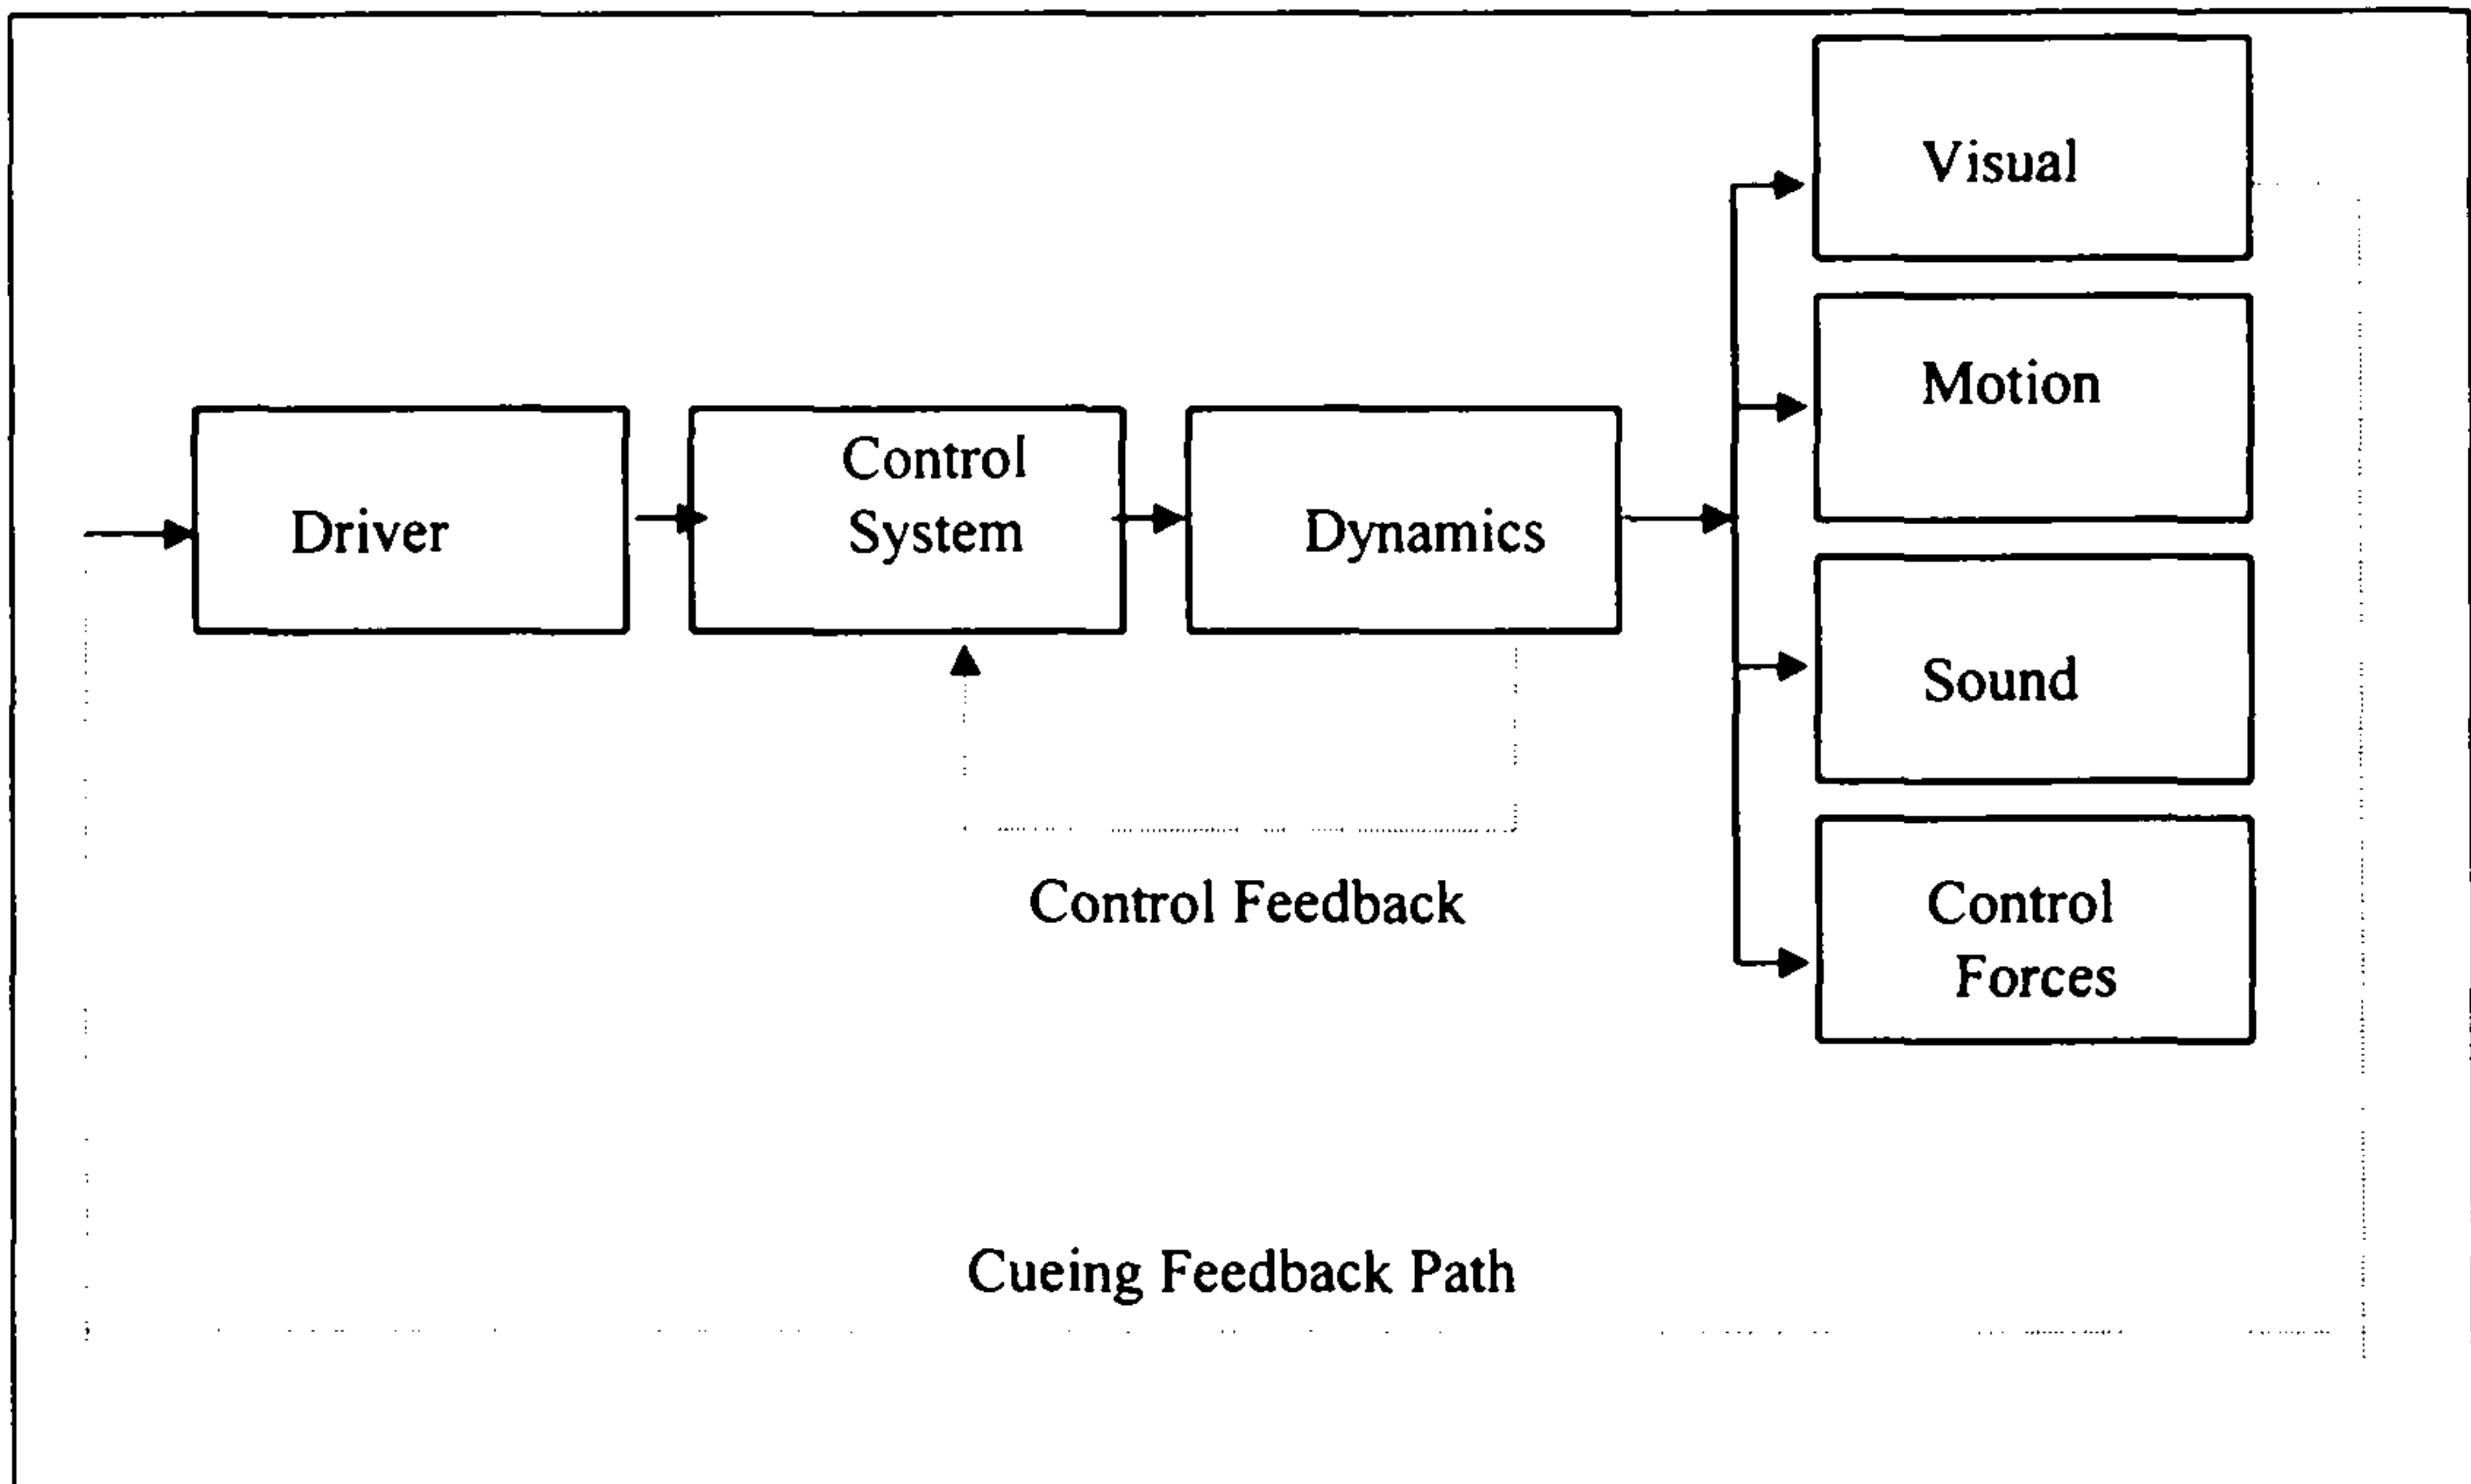 Visual
Motion
Driver
Control
System
Dynamics
Sound
Control
Forces
Control Feedback
Cueing Feedback Path